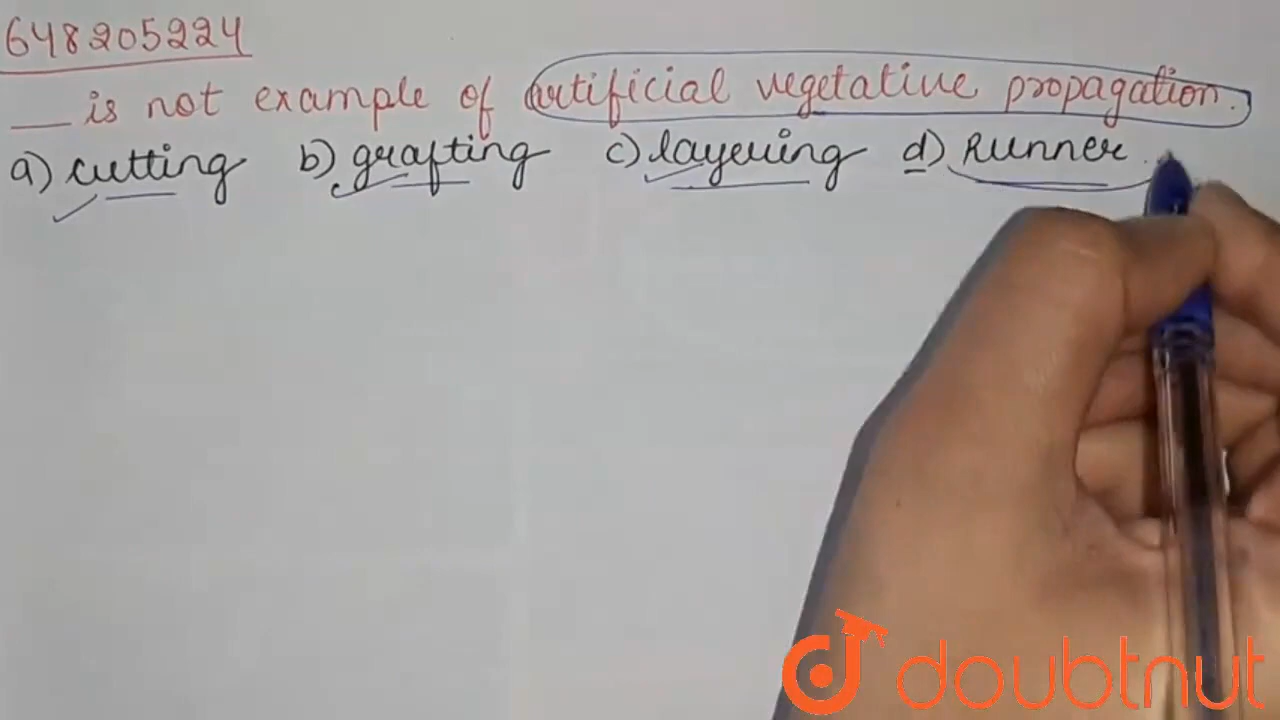 648205224
__ is not example of artificial vegetative propagation.
a) cutting b) grafting c) layering d) Runner.
doubtnut